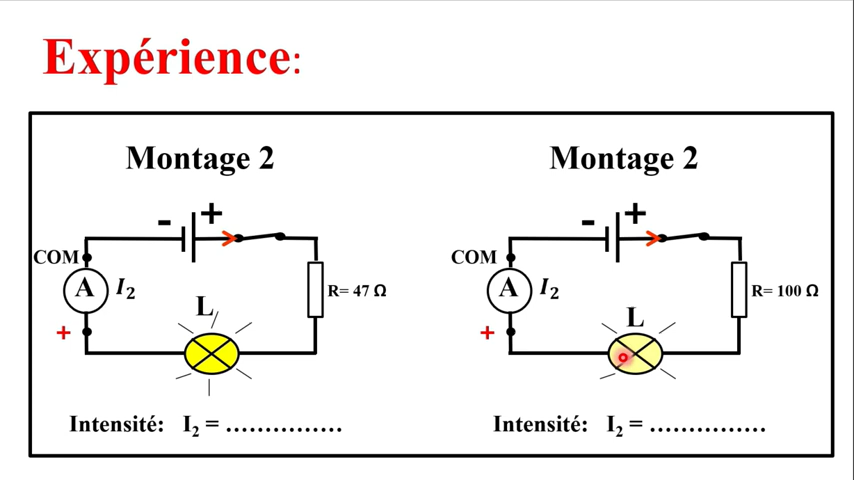 Expérience:
Montage 2
- +
COM
A I₂
R= 47 Ω
L
+
Intensité: I₂ = ……………
Montage 2
- +
COM
A I₂
R= 100 Ω
L
+
Intensité: I₂ = ……………